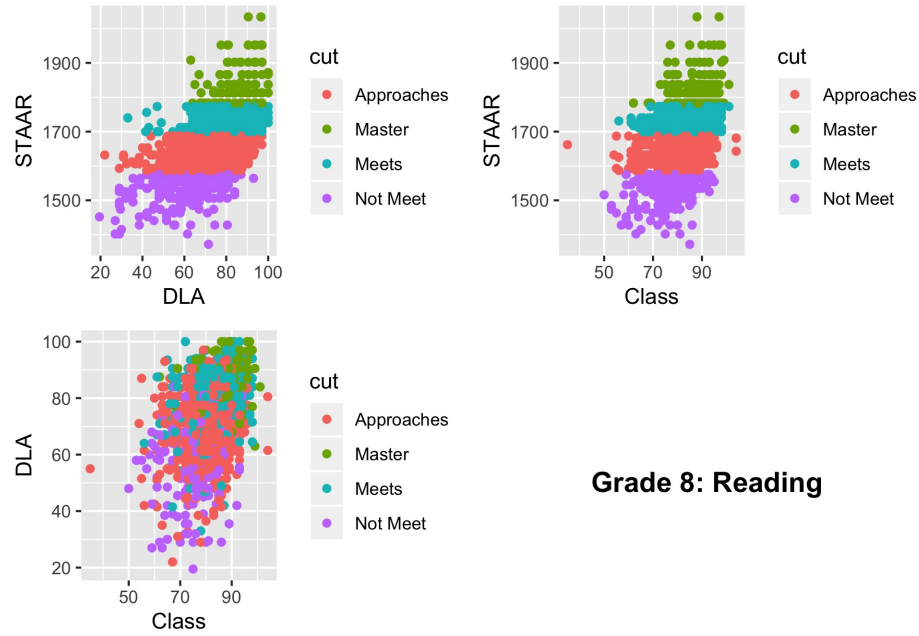 STAAR
1900
1700
1500
20 40 60 80 100
DLA
cut
Approaches
Master
Meets
Not Meet
STAAR
1900
1700
1500
50 70 90
Class
cut
Approaches
Master
Meets
Not Meet
DLA
100
80
60
40
20
50 70 90
Class
cut
Approaches
Master
Meets
Not Meet
Grade 8: Reading